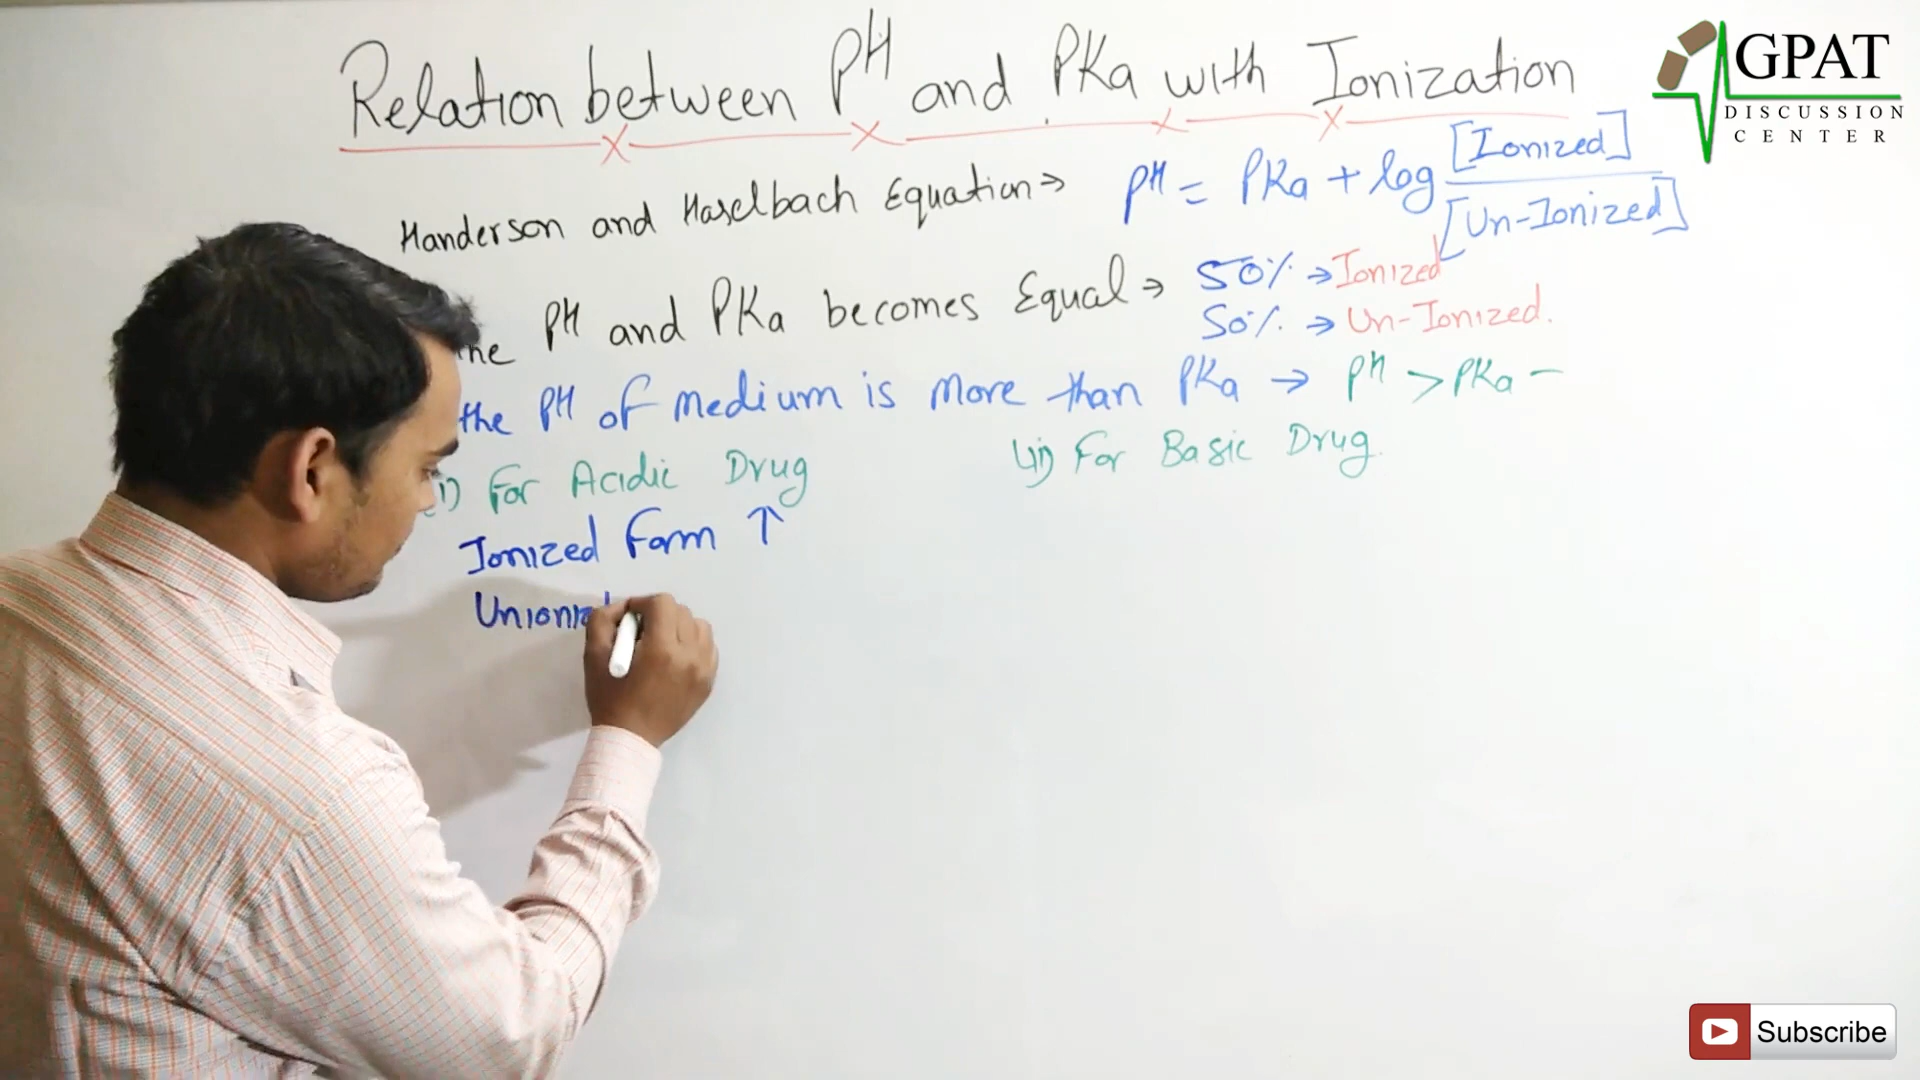 Relation between PH and PKa with Ionization
GPAT
DISCUSSION
CENTER
Handerson and Haselbach Equation → PH = PKa + log [Ionized] / [Un-Ionized]
he PH and PKa becomes Equal → 50% → Ionized
50% → Un-Ionized.
the PH of medium is more than PKa → PH > PKa -
i) For Acidic Drug
(ii) For Basic Drug.
Ionized Form ↑
Subscribe